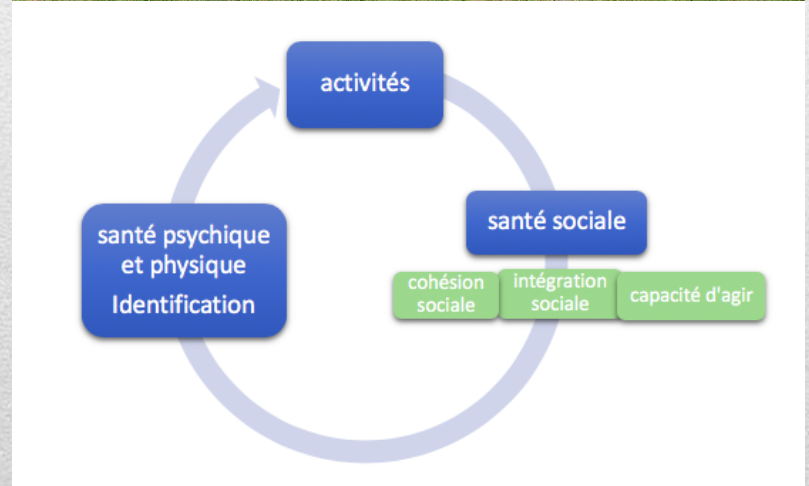 activités
santé sociale
cohésion
sociale
intégration
sociale
capacité d'agir
santé psychique
et physique
Identification